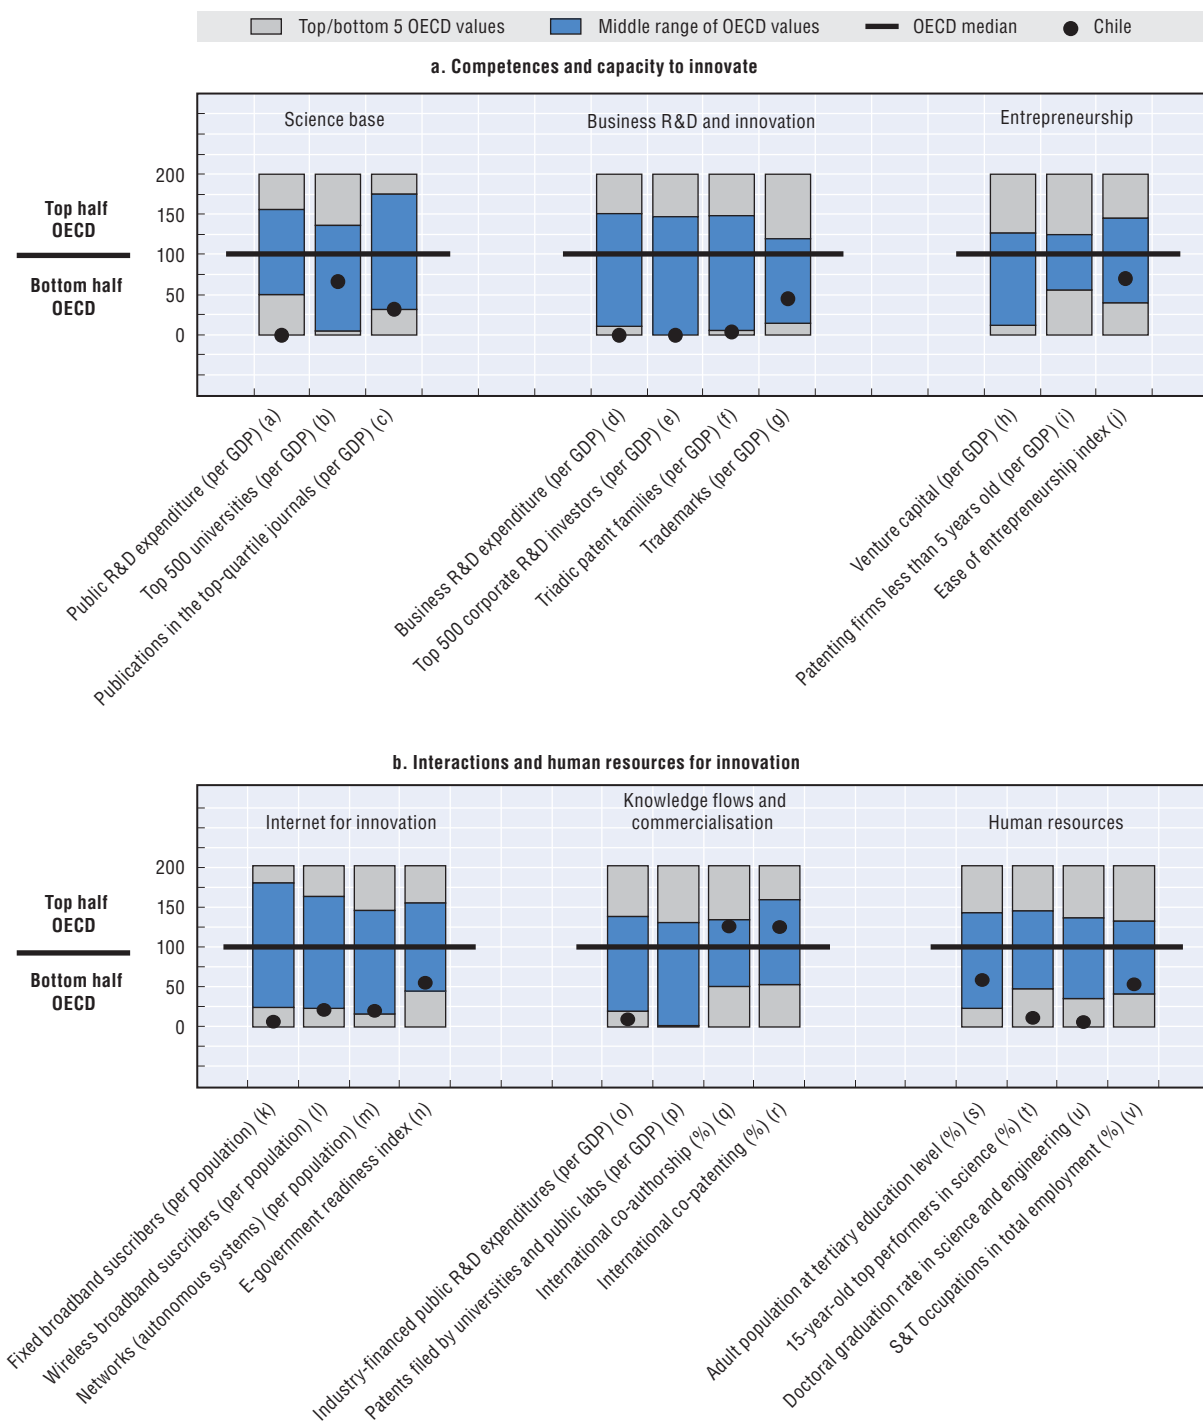 Top/bottom 5 OECD values Middle range of OECD values OECD median Chile
a. Competences and capacity to innovate
Science base
Business R&D and innovation
Entrepreneurship
Top half
OECD
Bottom half
OECD
200
150
100
50
0
Public R&D expenditure (per GDP) (a)
Top 500 universities (per GDP) (b)
Publications in the top-quartile journals (per GDP) (c)
Business R&D expenditure (per GDP) (d)
Top 500 corporate R&D investors (per GDP) (e)
Triadic patent families (per GDP) (f)
Trademarks (per GDP) (g)
Venture capital (per GDP) (h)
Patenting firms less than 5 years old (per GDP) (i)
Ease of entrepreneurship index (j)
b. Interactions and human resources for innovation
Internet for innovation
Knowledge flows and
commercialisation
Human resources
Top half
OECD
Bottom half
OECD
200
150
100
50
0
Fixed broadband suscribers (per population) (k)
Wireless broadband suscribers (per population) (l)
Networks (autonomous systems) (per population) (m)
E-government readiness index (n)
Industry-financed public R&D expenditures (per GDP) (o)
Patents filed by universities and public labs (per GDP) (p)
International co-authorship (%) (q)
International co-patenting (%) (r)
Adult population at tertiary education level (%) (s)
15-year-old top performers in science (%) (t)
Doctoral graduation rate in science and engineering (u)
S&T occupations in total employment (%) (v)